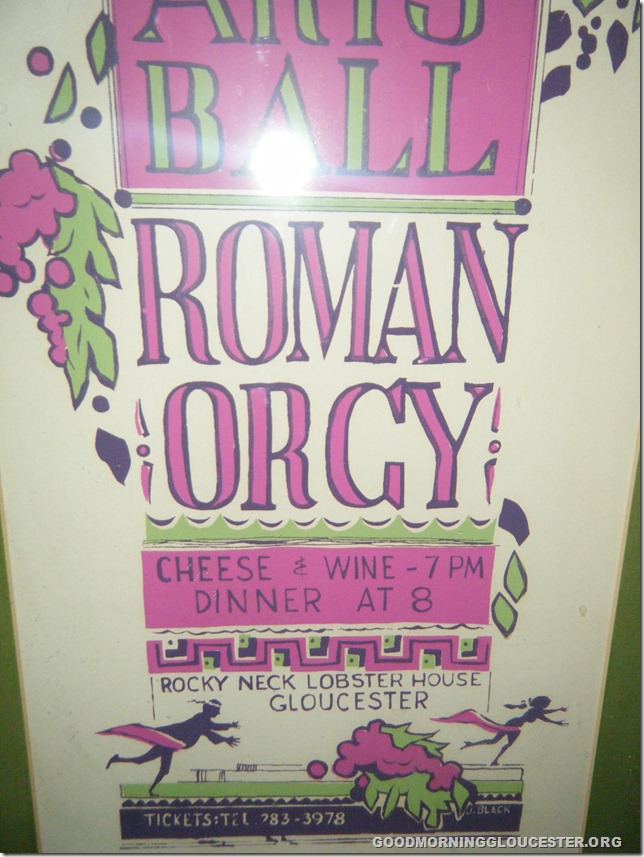 ARTS
BALL
ROMAN
ORGY
CHEESE & WINE - 7 PM
DINNER AT 8
ROCKY NECK LOBSTER HOUSE
GLOUCESTER
TICKETS: TEL. 283-3978
J. BLACK
GOODMORNINGGLOUCESTER.ORG